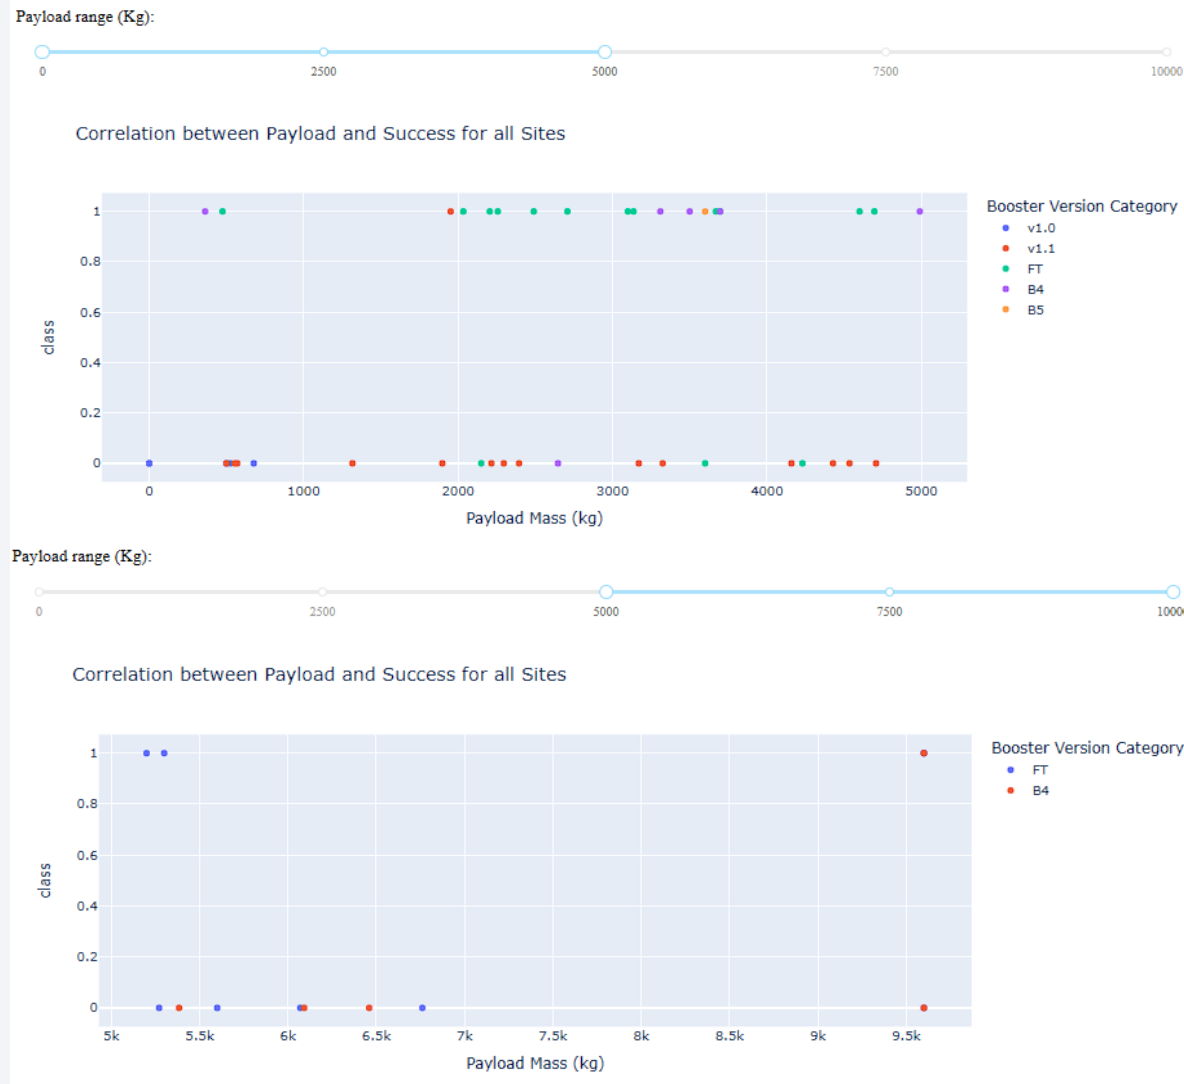 Payload range (Kg):
0 2500 5000 7500 10000
Correlation between Payload and Success for all Sites
Booster Version Category
v1.0
v1.1
FT
B4
B5
1
0.8
0.6
0.4
0.2
0
class
0 1000 2000 3000 4000 5000
Payload Mass (kg)
Payload range (Kg):
0 2500 5000 7500 1000
Correlation between Payload and Success for all Sites
Booster Version Category
FT
B4
1
0.8
0.6
0.4
0.2
0
class
5k 5.5k 6k 6.5k 7k 7.5k 8k 8.5k 9k 9.5k
Payload Mass (kg)